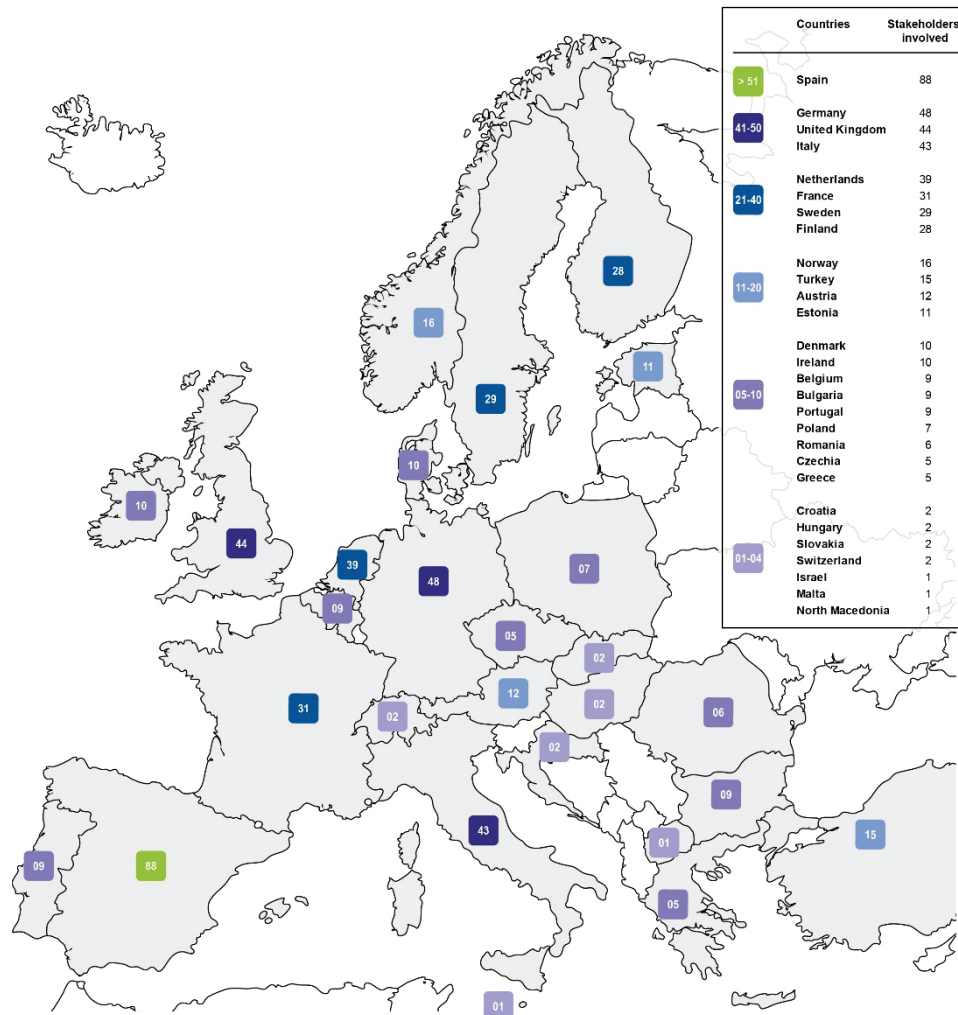 Countries Stakeholders
involved
> 51 Spain 88
Germany 48
41-50 United Kingdom 44
Italy 43
Netherlands 39
21-40 France 31
Sweden 29
Finland 28
Norway 16
11-20 Turkey 15
Austria 12
Estonia 11
Denmark 10
Ireland 10
Belgium 9
05-10 Bulgaria 9
Portugal 9
Poland 7
Romania 6
Czechia 5
Greece 5
Croatia 2
Hungary 2
01-04 Slovakia 2
Switzerland 2
Israel 1
Malta 1
North Macedonia 1
28
16
11
29
10
10
44
39
48
07
09
05
02
12
02
31
02
06
02
09
43
15
01
09
88
05
01